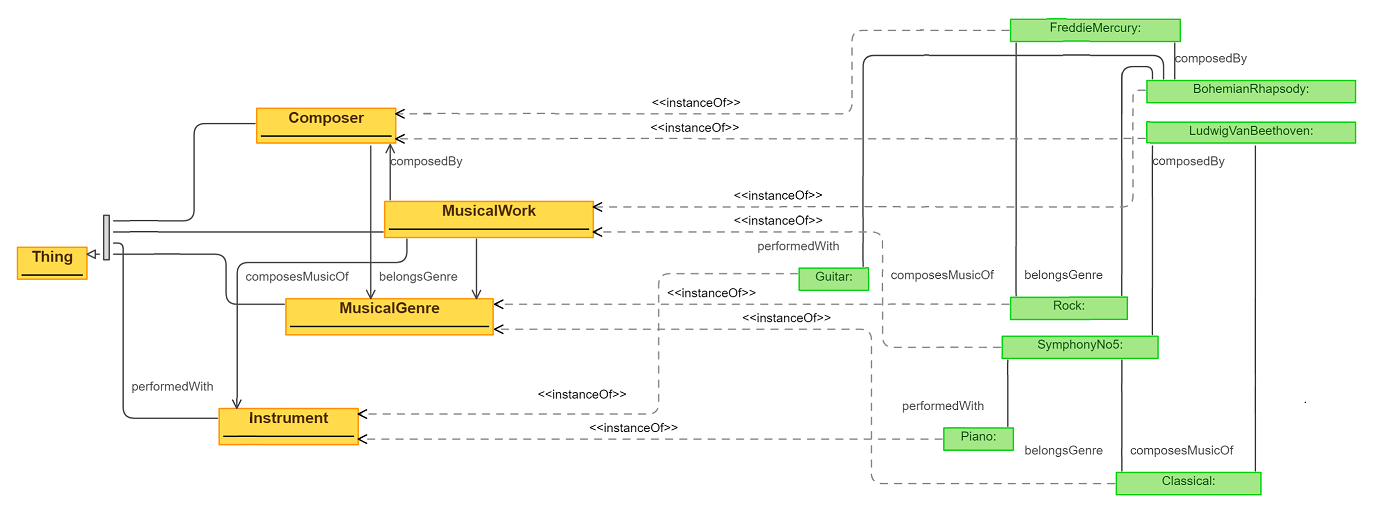 FreddieMercury:
composedBy
BohemianRhapsody:
<<instanceOf>>
Composer
<<instanceOf>>
LudwigVanBeethoven:
composedBy
composedBy
<<instanceOf>>
MusicalWork
<<instanceOf>>
performedWith
Thing
composesMusicOf
belongsGenre
Guitar:
composesMusicOf
belongsGenre
<<instanceOf>>
MusicalGenre
Rock:
<<instanceOf>>
SymphonyNo5:
performedWith
<<instanceOf>>
performedWith
Instrument
<<instanceOf>>
Piano:
belongsGenre
composesMusicOf
Classical: